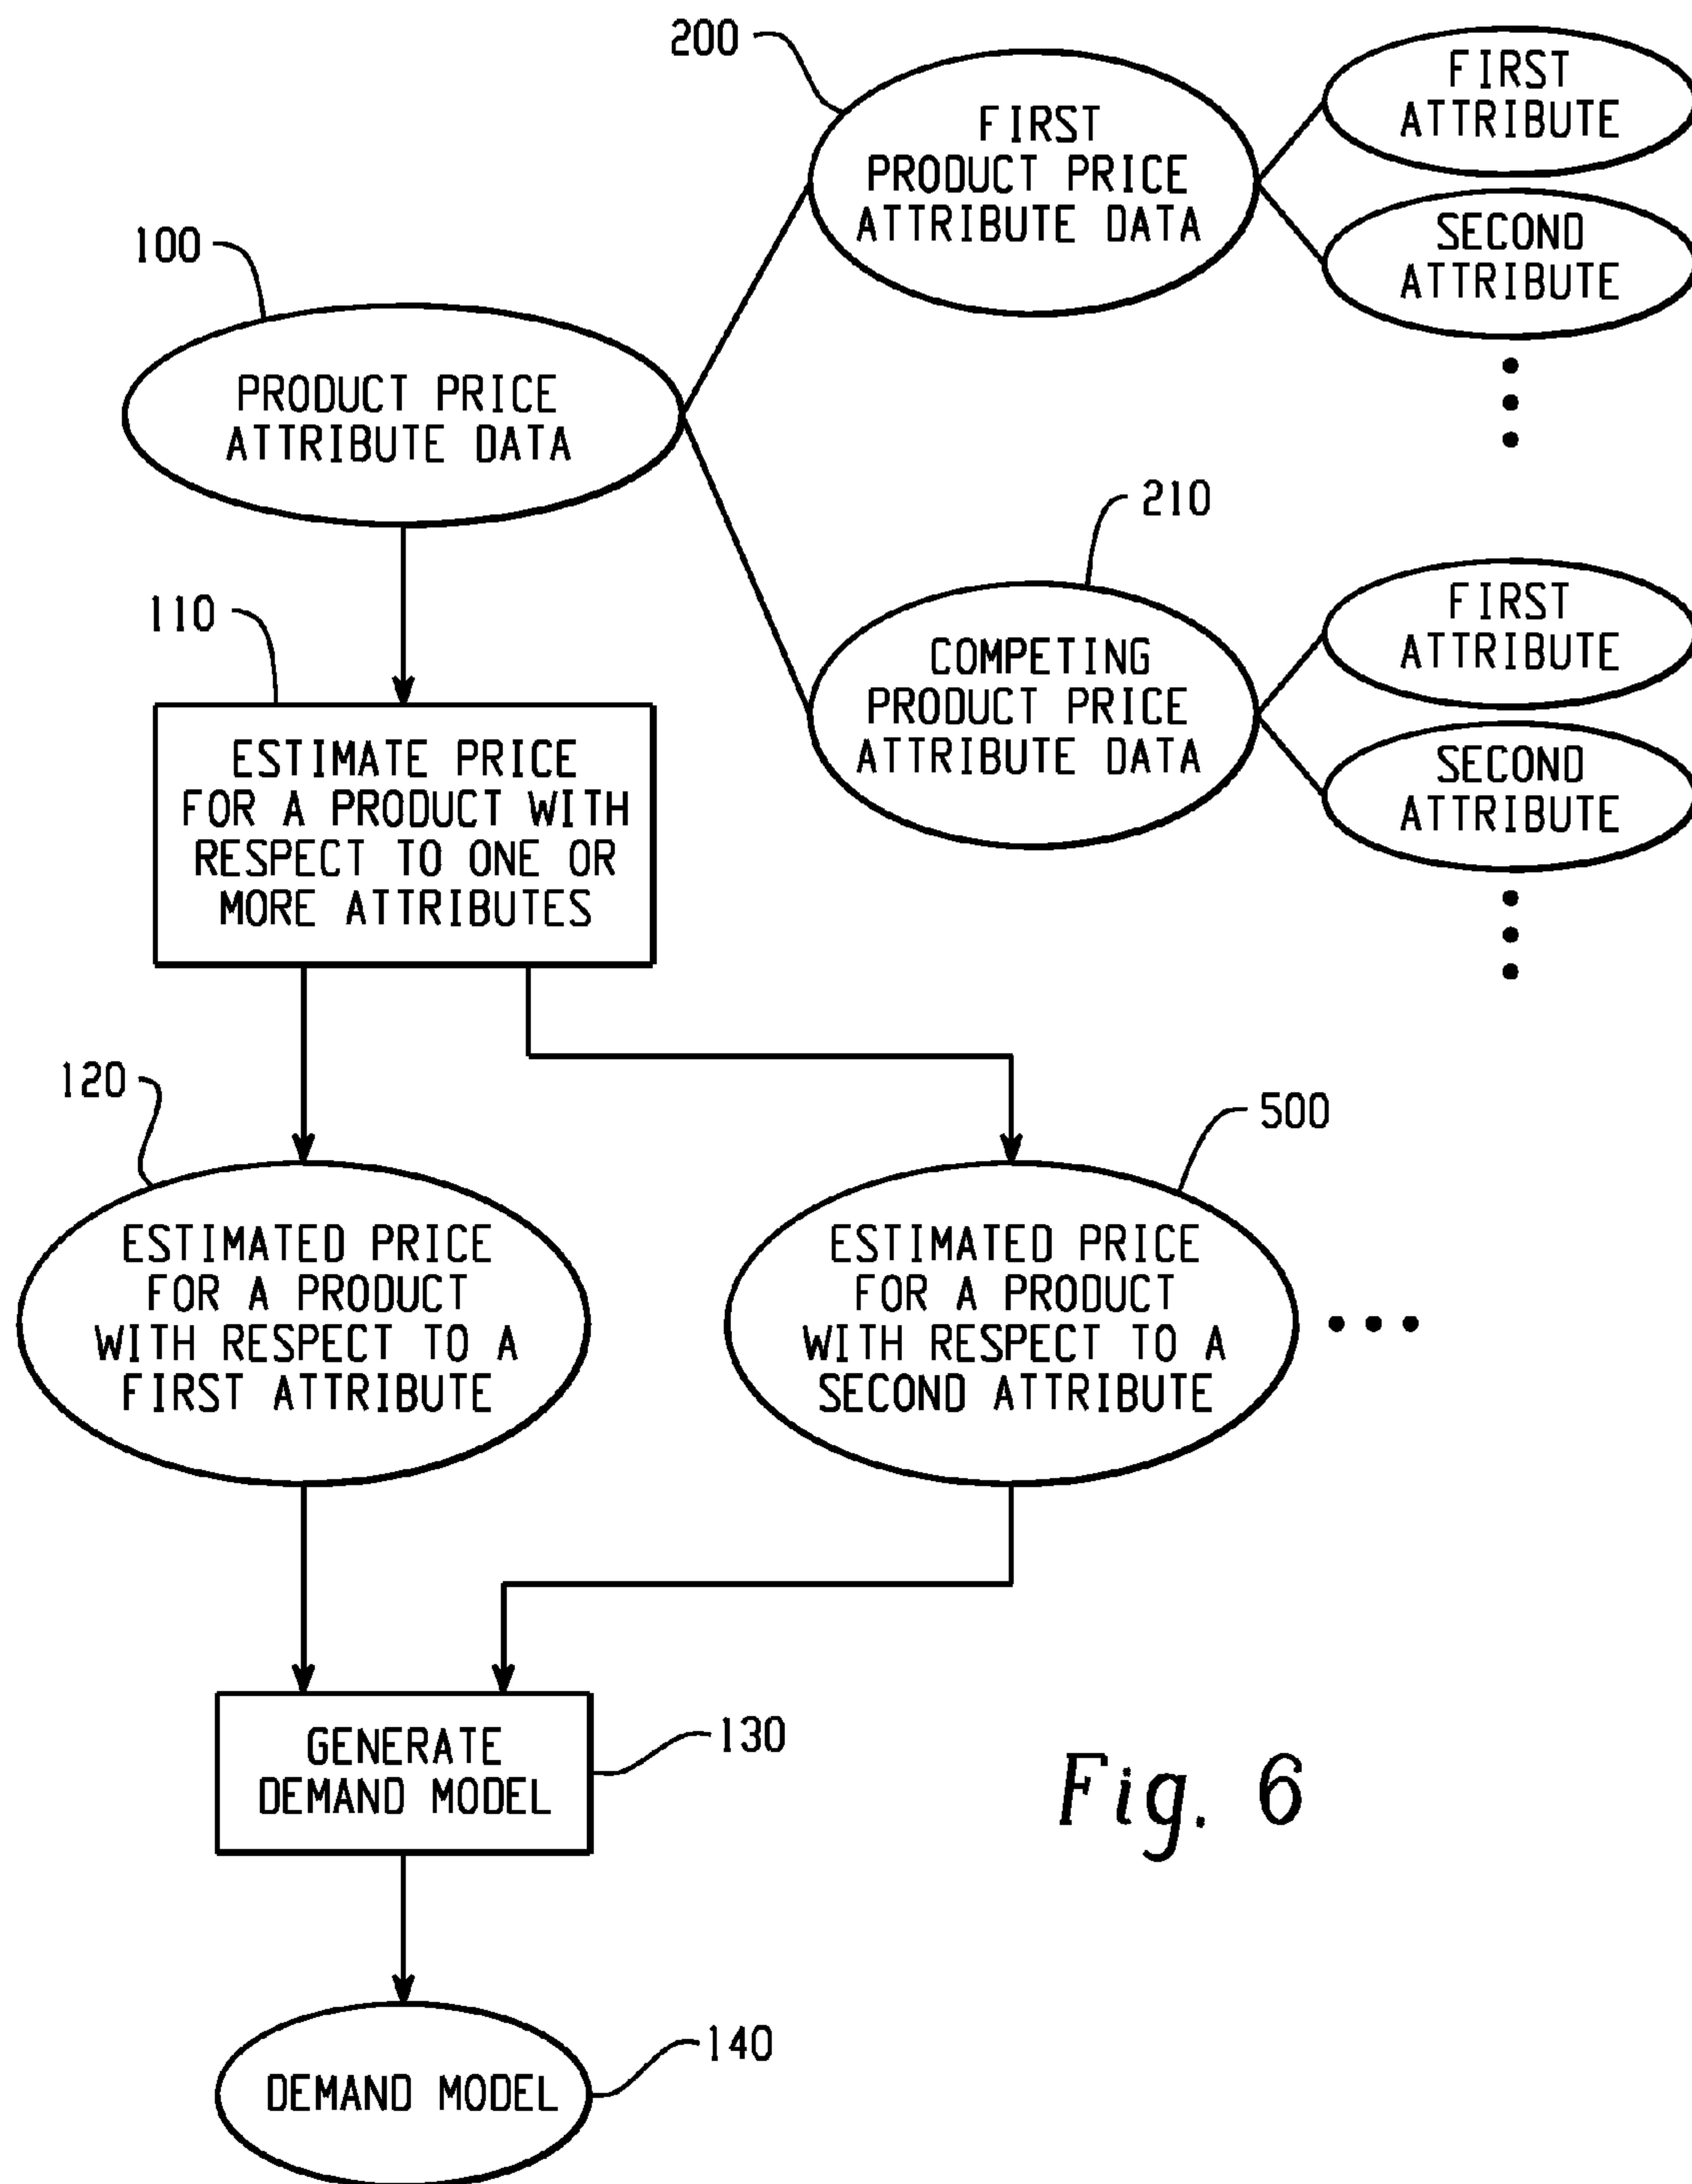 200
FIRST
PRODUCT PRICE
ATTRIBUTE DATA
FIRST
ATTRIBUTE
SECOND
ATTRIBUTE
100
PRODUCT PRICE
ATTRIBUTE DATA
210
COMPETING
PRODUCT PRICE
ATTRIBUTE DATA
FIRST
ATTRIBUTE
SECOND
ATTRIBUTE
110
ESTIMATE PRICE
FOR A PRODUCT WITH
RESPECT TO ONE OR
MORE ATTRIBUTES
120
ESTIMATED PRICE
FOR A PRODUCT
WITH RESPECT TO A
FIRST ATTRIBUTE
500
ESTIMATED PRICE
FOR A PRODUCT
WITH RESPECT TO A
SECOND ATTRIBUTE
GENERATE
DEMAND MODEL
130
Fig. 6
140
DEMAND MODEL